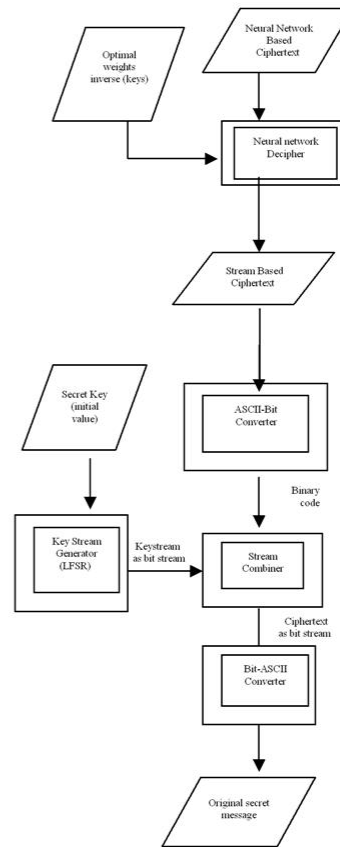 Optimal
weights
inverse (keys)
Neural Network
Based
Ciphertext
Neural network
Decipher
Stream Based
Ciphertext
Secret Key
(initial
value)
ASCII-Bit
Converter
Binary
code
Key Stream
Generator
(LFSR)
Keystream
as bit stream
Stream
Combiner
Ciphertext
as bit stream
Bit-ASCII
Converter
Original secret
message